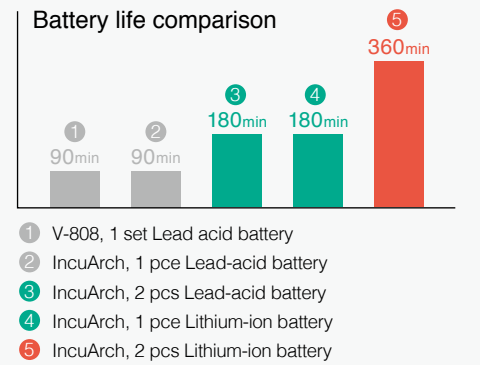 Battery life comparison
5
360min
3
4
180min 180min
1
2
90min 90min
1 V-808, 1 set Lead acid battery
2 IncuArch, 1 pce Lead-acid battery
3 IncuArch, 2 pcs Lead-acid battery
4 IncuArch, 1 pce Lithium-ion battery
5 IncuArch, 2 pcs Lithium-ion battery